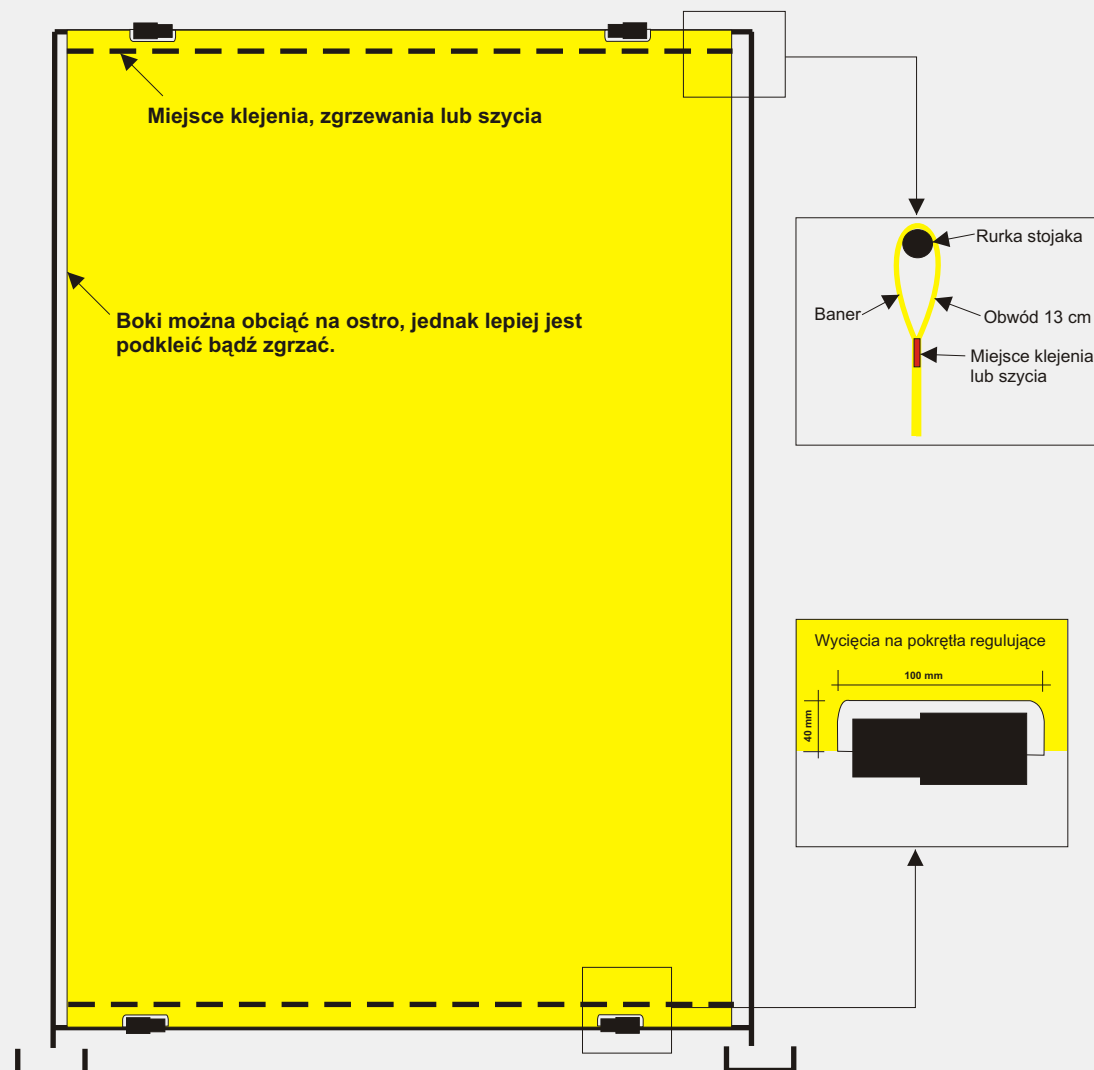 Miejsce klejenia, zgrzewania lub szycia
Rurka stojaka
Baner
Obwód 13 cm
Miejsce klejenia
lub szycia
Boki można obciąć na ostro, jednak lepiej jest
podkleić bądź zgrzać.
Wycięcia na pokrętła regulujące
100 mm
40 mm